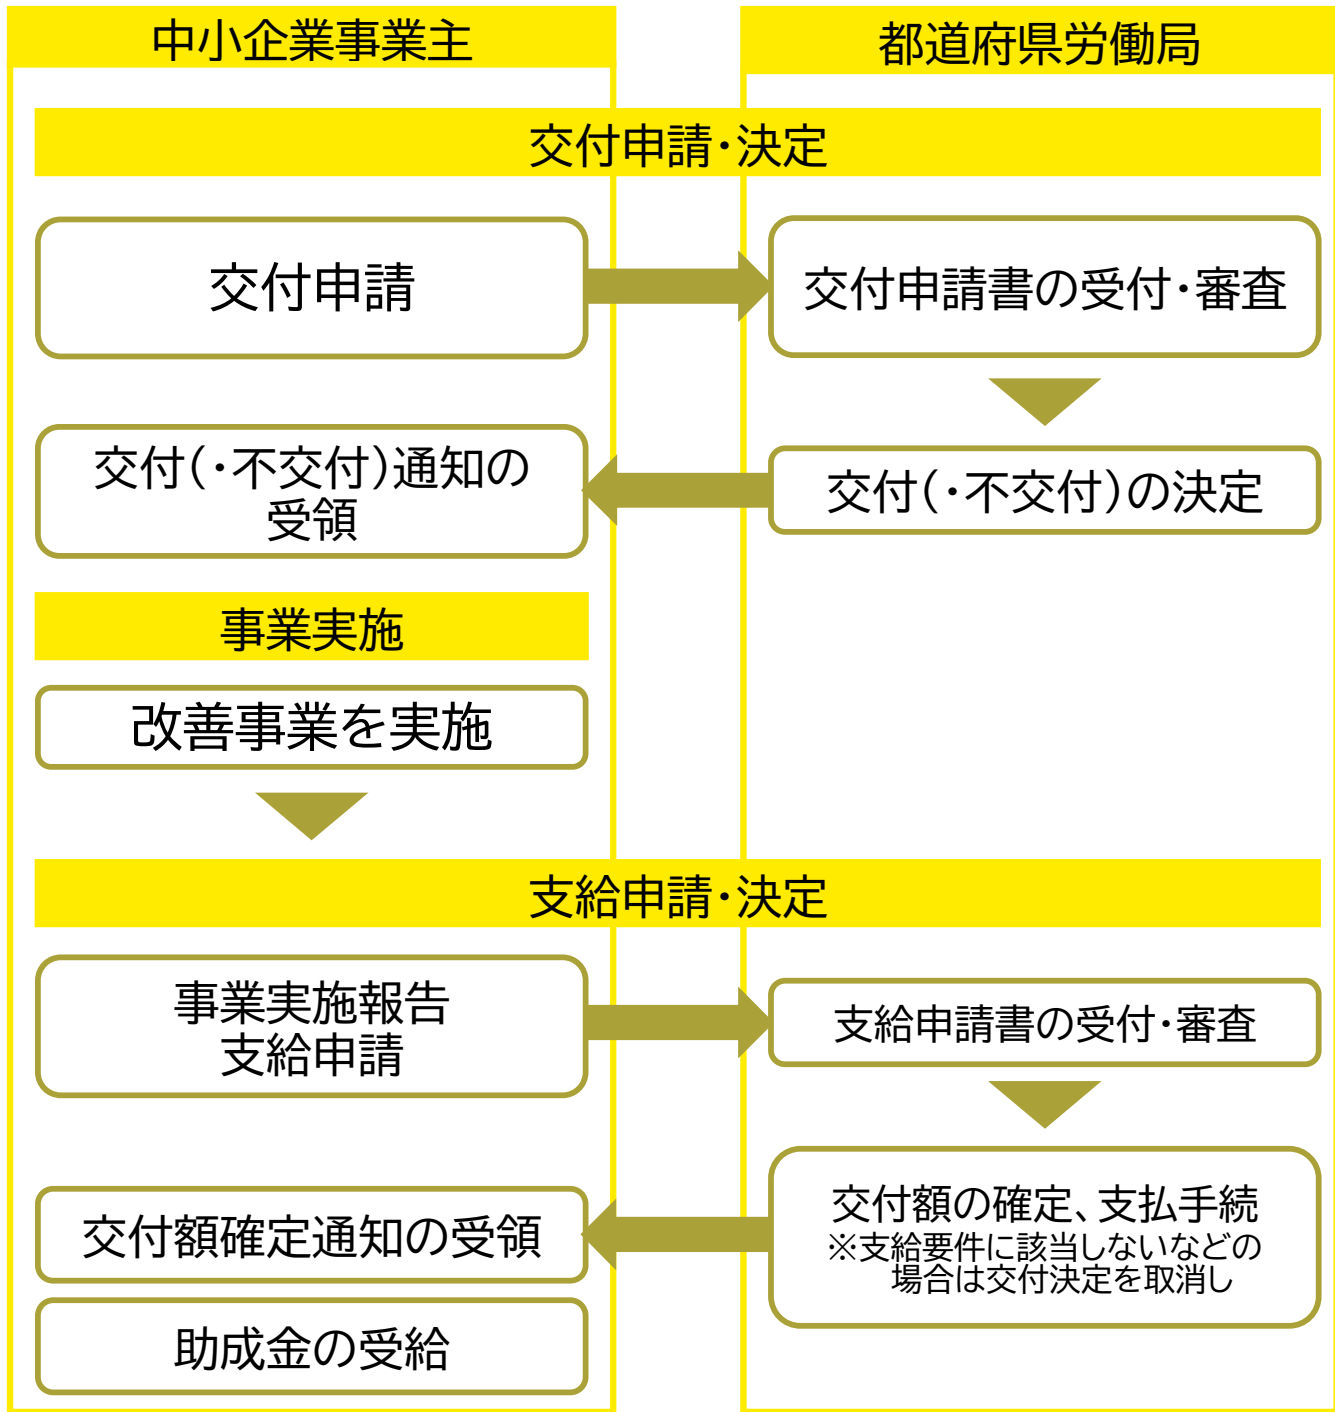 中小企業事業主
都道府県労働局
交付申請・決定
交付申請
交付申請書の受付・審査
交付(・不交付)通知の
受領
交付(・不交付)の決定
事業実施
改善事業を実施
支給申請・決定
事業実施報告
支給申請
支給申請書の受付・審査
交付額の確定、支払手続
※支給要件に該当しないなどの
場合は交付決定を取消し
交付額確定通知の受領
助成金の受給